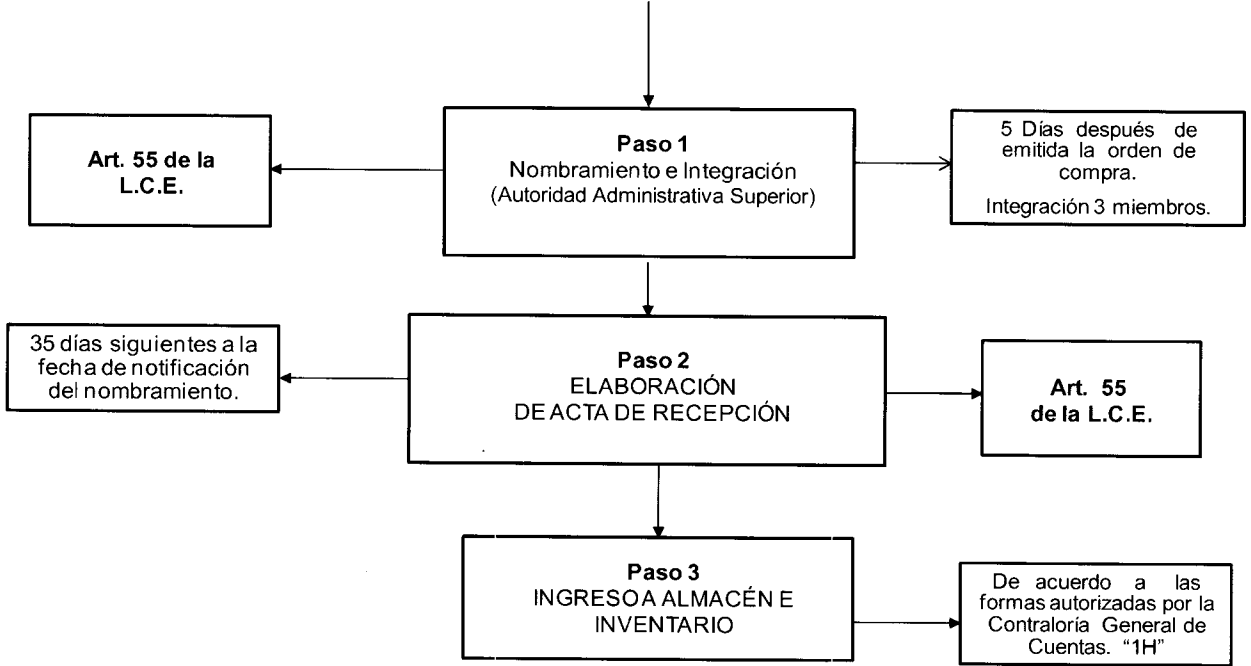 Art. 55 de la
L.C.E.
Paso 1
Nombramiento e Integración
(Autoridad Administrativa Superior)
5 Días después de
emitida la orden de
compra.
Integración 3 miembros.
35 días siguientes a la
fecha de notificación
del nombramiento.
Paso 2
ELABORACIÓN
DE ACTA DE RECEPCIÓN
Art. 55
de la L.C.E.
Paso 3
INGRESO A ALMACÉN E
INVENTARIO
De acuerdo a las
formas autorizadas por la
Contraloría General de
Cuentas. “1H”